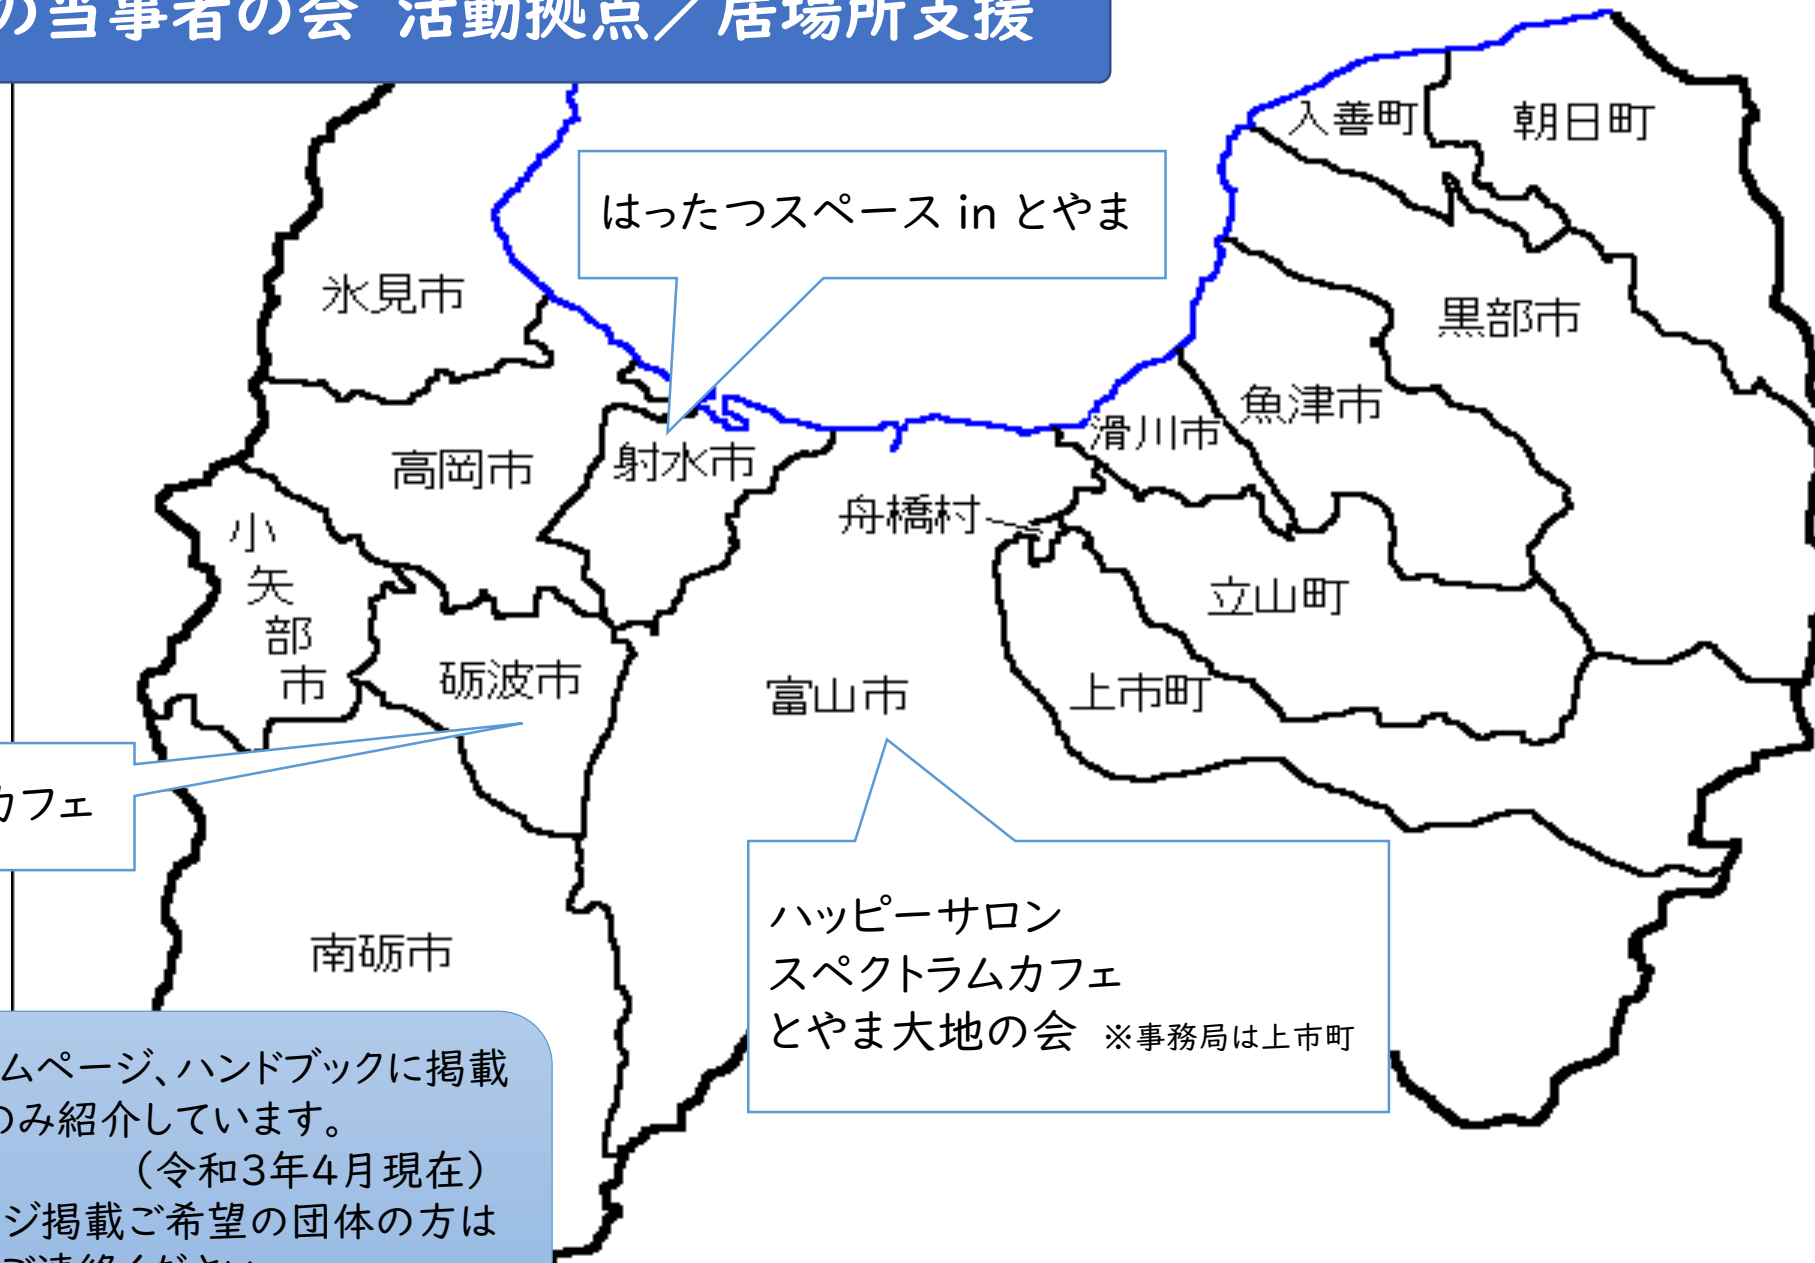 の当事者の会 活動拠点／居場所支援
入善町
朝日町
はったつスペース in とやま
氷見市
黒部市
魚津市
滑川市
高岡市
射水市
舟橋村
小矢部市
立山町
砺波市
富山市
上市町
カフェ
ハッピーサロン
スペクトラムカフェ
とやま大地の会 ※事務局は上市町
南砺市
ムページ、ハンドブックに掲載
のみ紹介しています。
（令和3年4月現在）
ジ掲載ご希望の団体の方は
ご連絡ください